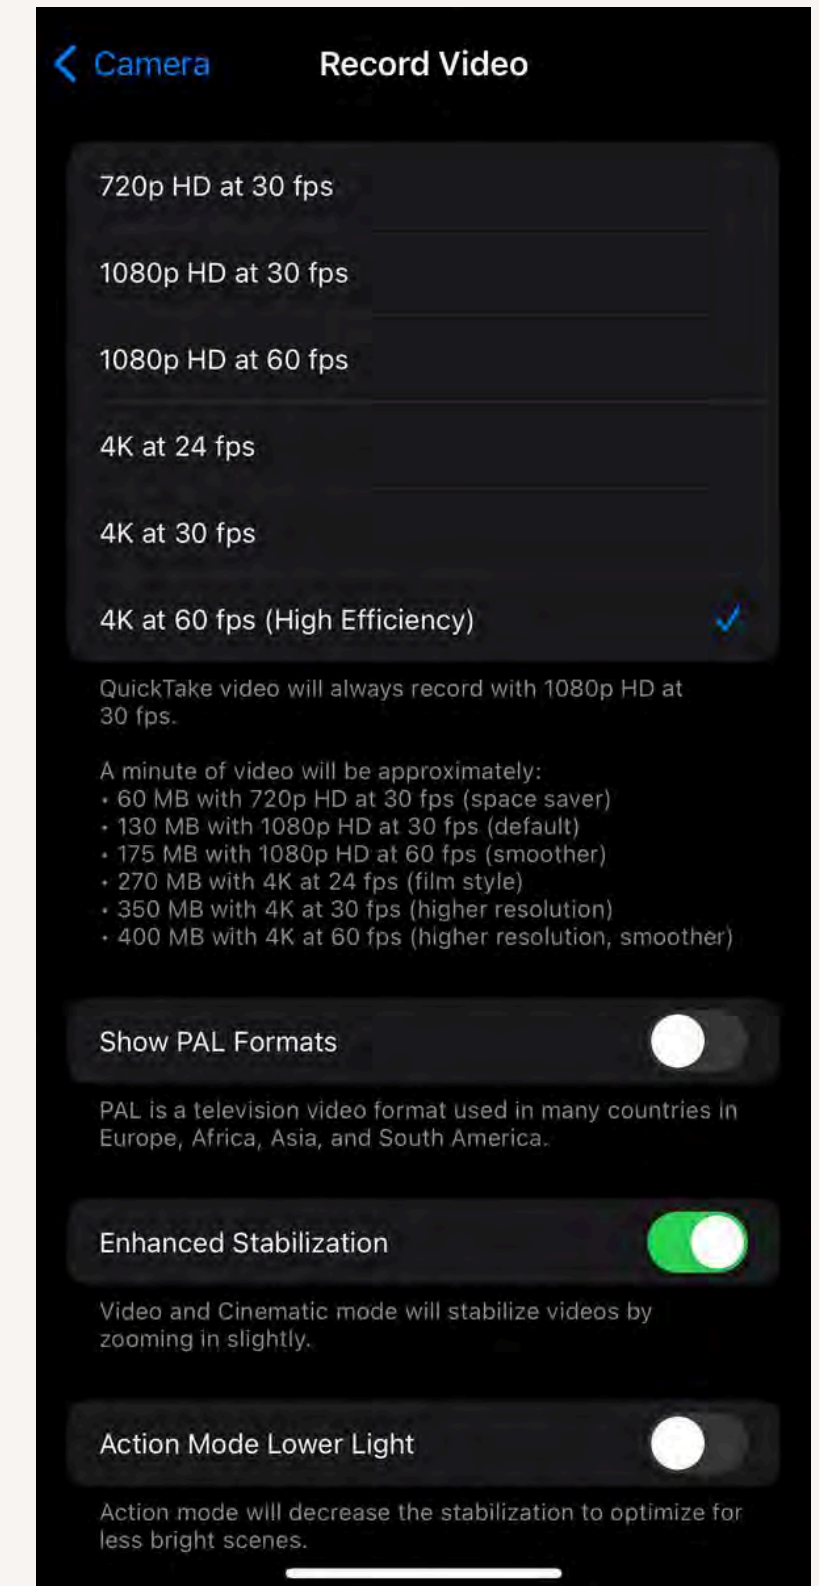 Camera
Record Video
720p HD at 30 fps
1080p HD at 30 fps
1080p HD at 60 fps
4K at 24 fps
4K at 30 fps
4K at 60 fps (High Efficiency)
QuickTake video will always record with 1080p HD at
30 fps.
A minute of video will be approximately:
• 60 MB with 720p HD at 30 fps (space saver)
• 130 MB with 1080p HD at 30 fps (default)
• 175 MB with 1080p HD at 60 fps (smoother)
• 270 MB with 4K at 24 fps (film style)
• 350 MB with 4K at 30 fps (higher resolution)
• 400 MB with 4K at 60 fps (higher resolution, smoother)
Show PAL Formats
PAL is a television video format used in many countries in
Europe, Africa, Asia, and South America.
Enhanced Stabilization
Video and Cinematic mode will stabilize videos by
zooming in slightly.
Action Mode Lower Light
Action mode will decrease the stabilization to optimize for
less bright scenes.